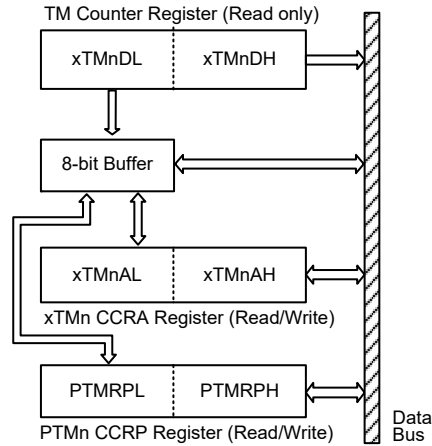 TM Counter Register (Read only)
xTMnDL xTMnDH
8-bit Buffer
xTMnAL xTMnAH
xTMn CCRA Register (Read/Write)
PTMRPL PTMRPH
PTMn CCRP Register (Read/Write)
Data
Bus